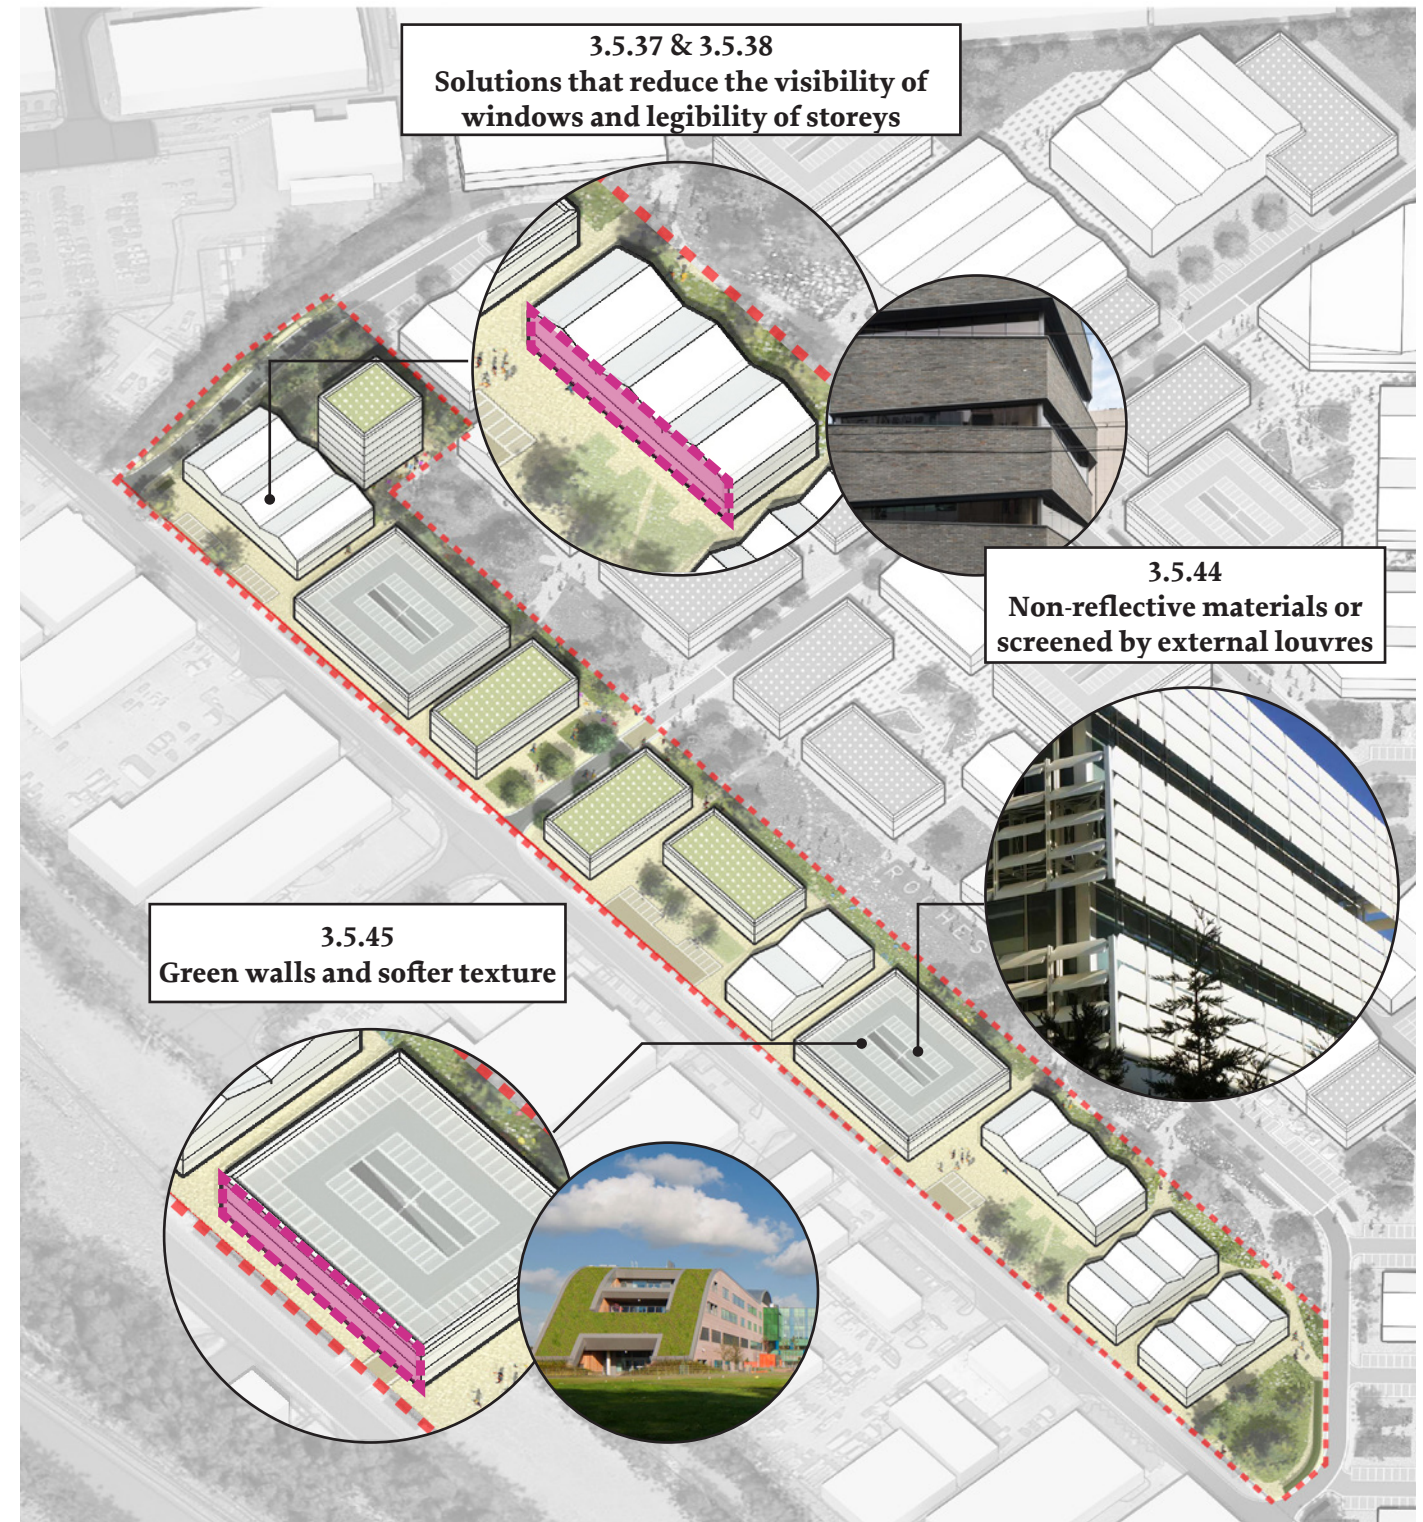 3.5.37 & 3.5.38
Solutions that reduce the visibility of
windows and legibility of storeys
3.5.44
Non-reflective materials or
screened by external louvres
3.5.45
Green walls and softer texture